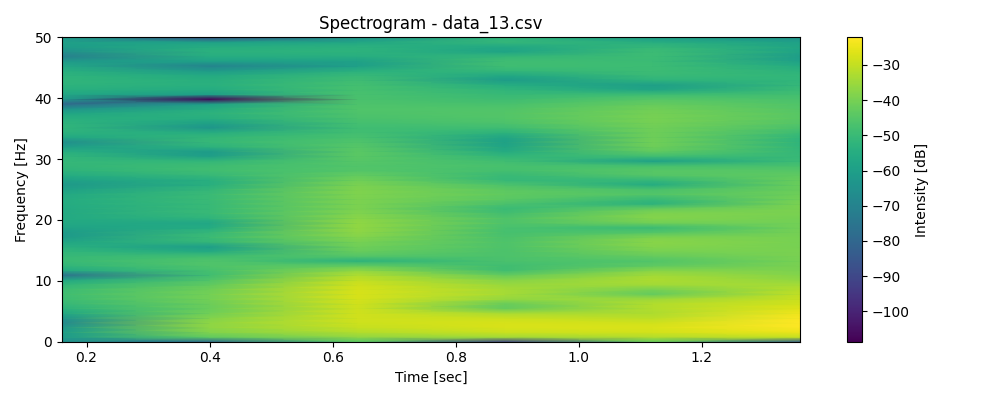 Spectrogram - data_13.csv
50
40
30
20
10
0
Frequency [Hz]
0.2 0.4 0.6 0.8 1.0 1.2
Time [sec]
−30
−40
−50
−60
−70
−80
−90
−100
Intensity [dB]